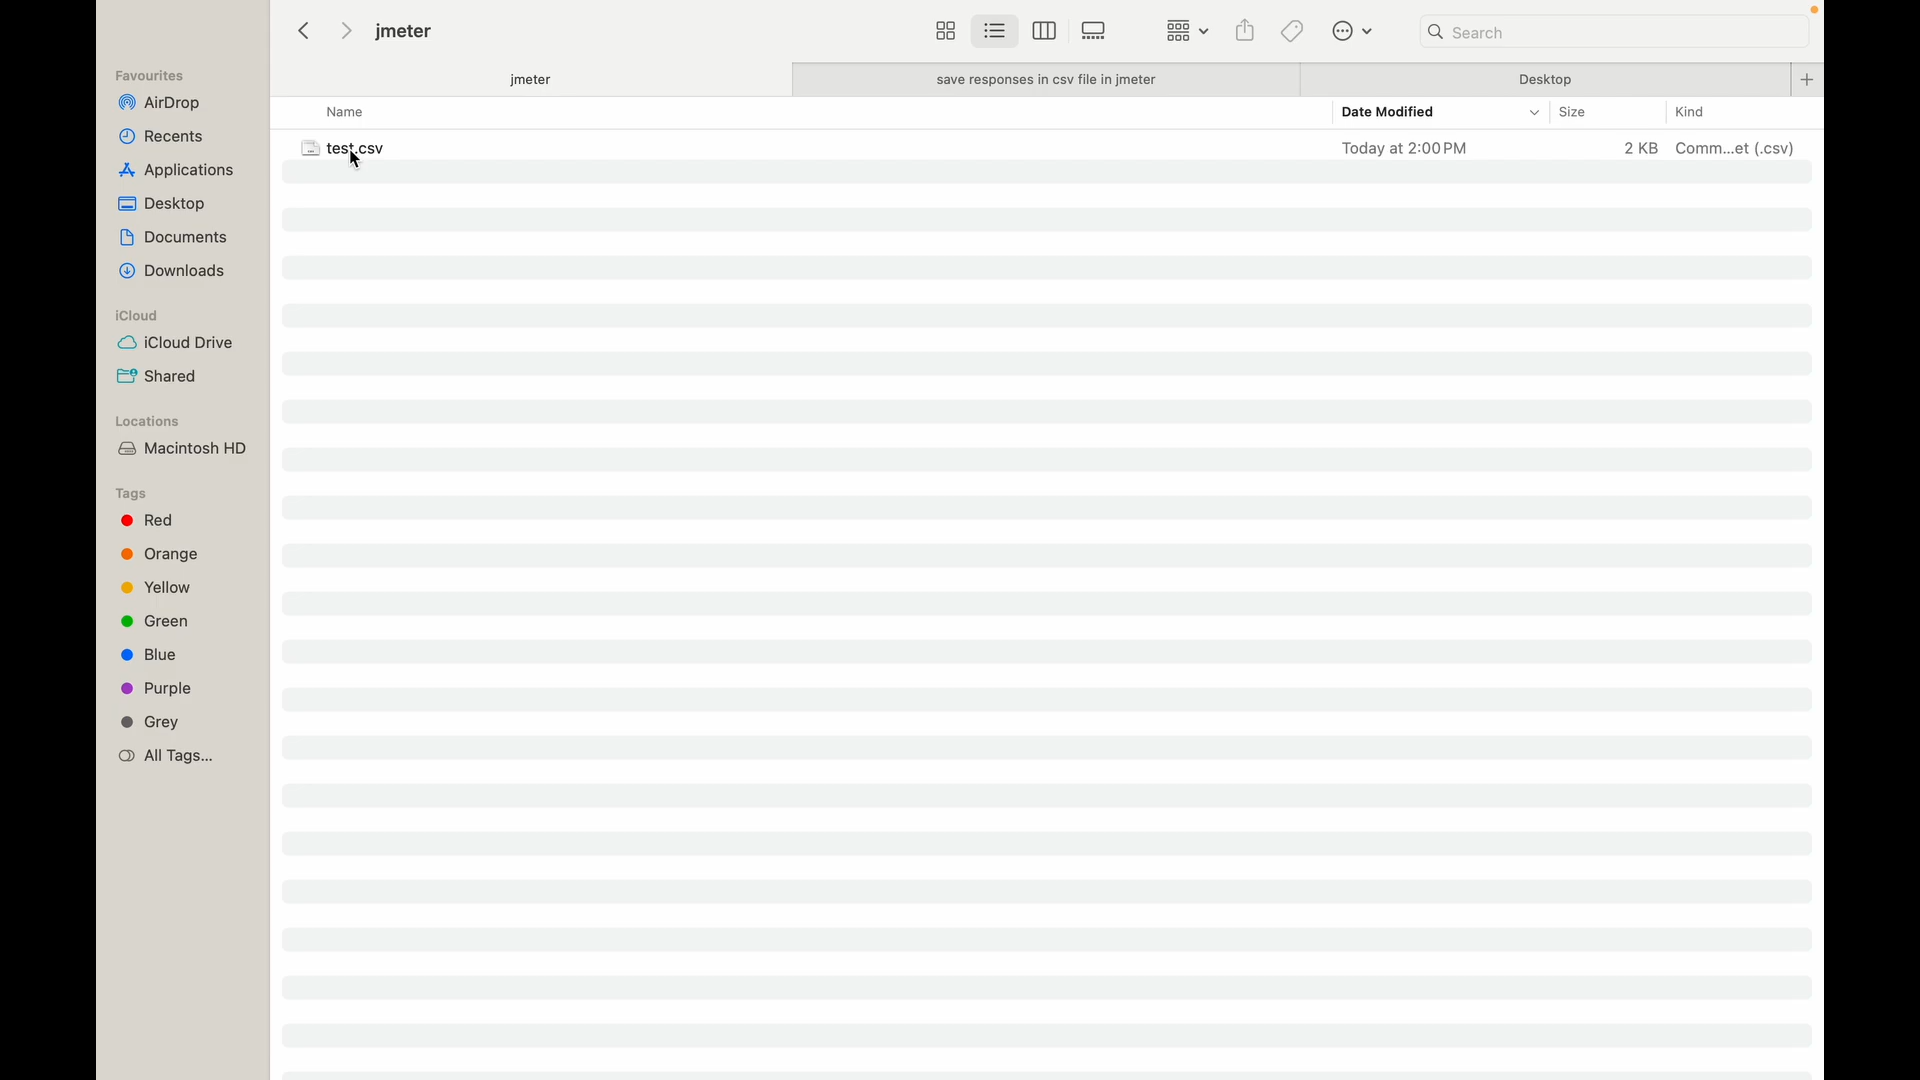 jmeter
Search
jmeter
save responses in csv file in jmeter
Desktop
Name
Date Modified
Size
Kind
test.csv
Today at 2:00 PM
2 KB
Comm...et (.csv)
Favourites
AirDrop
Recents
Applications
Desktop
Documents
Downloads
iCloud
iCloud Drive
Shared
Locations
Macintosh HD
Tags
Red
Orange
Yellow
Green
Blue
Purple
Grey
All Tags...